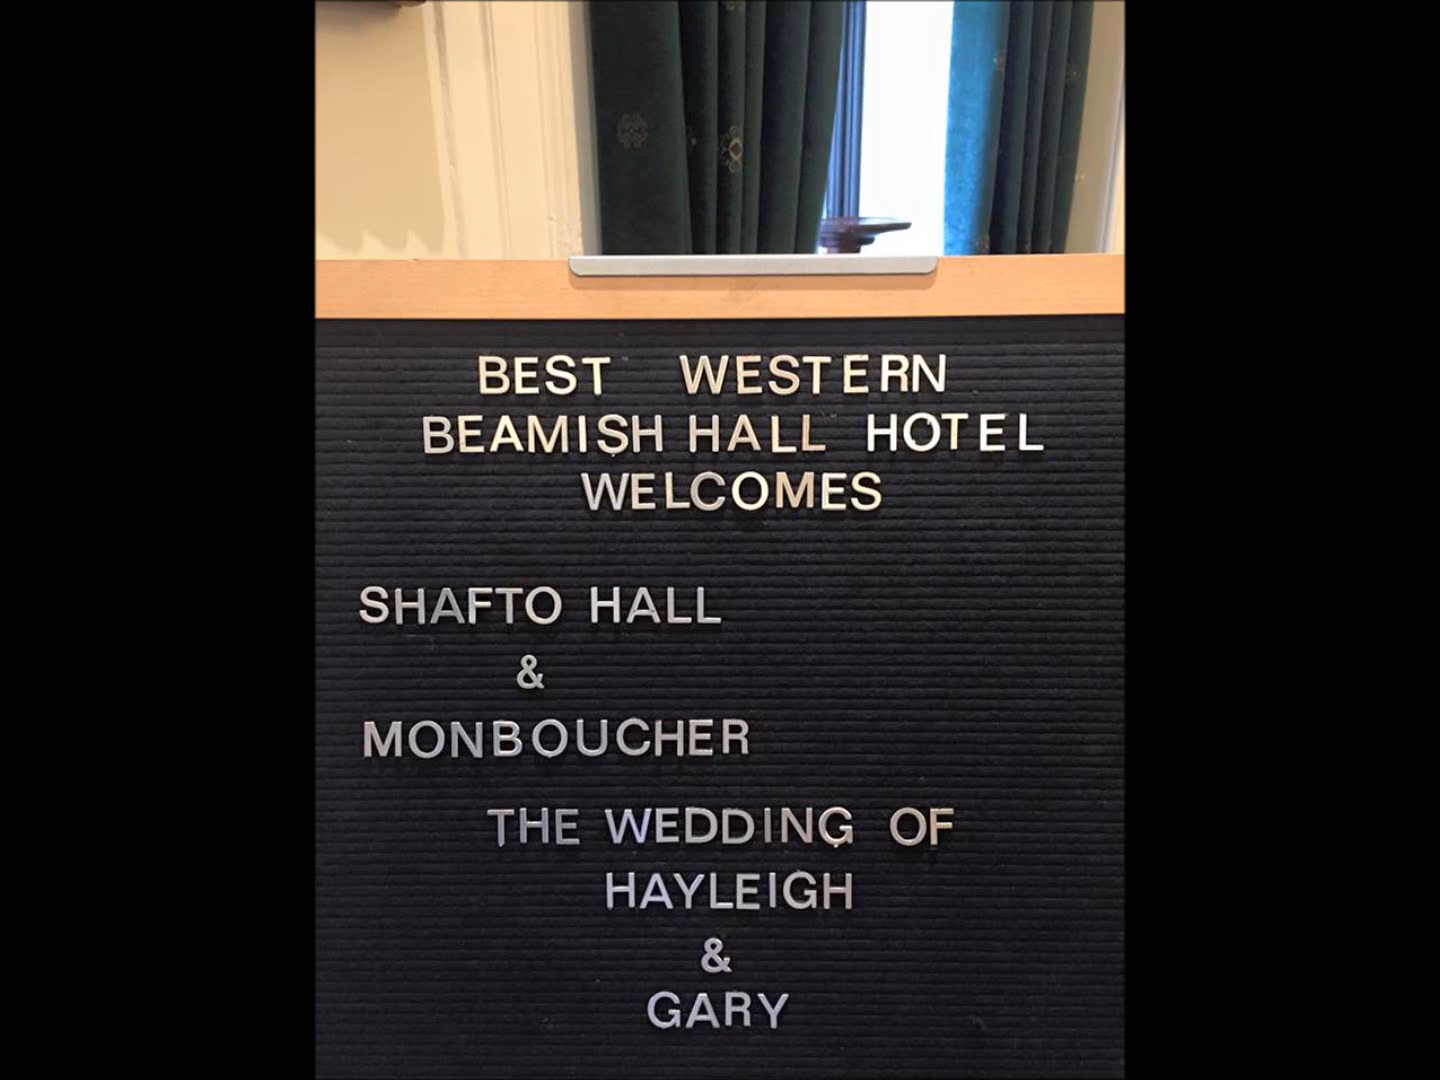 BEST WESTERN
BEAMISH HALL HOTEL
WELCOMES
SHAFTO HALL
&
MONBOUCHER
THE WEDDING OF
HAYLEIGH
&
GARY